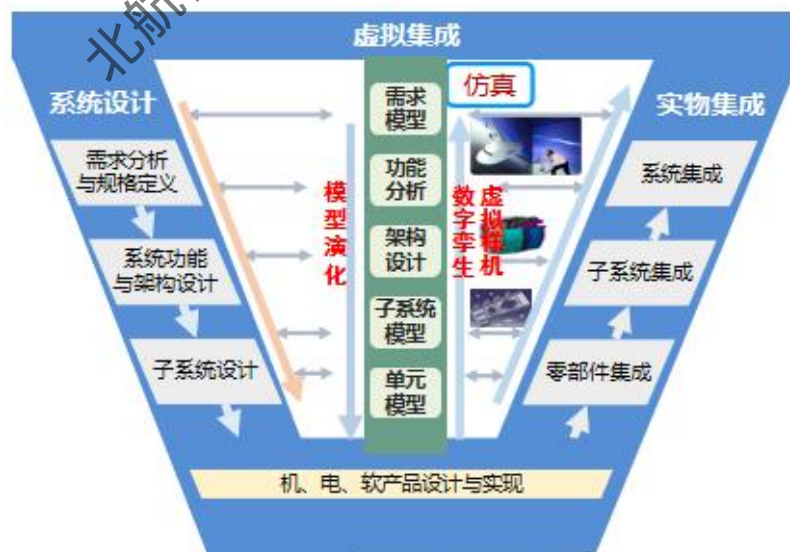 北航
虚拟集成
系统设计
需求分析
与规格定义
系统功能
与架构设计
子系统设计
模型演化
需求
模型
功能
分析
架构
设计
子系统
模型
单元
模型
仿真
数字孪生
虚拟样机
实物集成
系统集成
子系统集成
零部件集成
机、电、软产品设计与实现